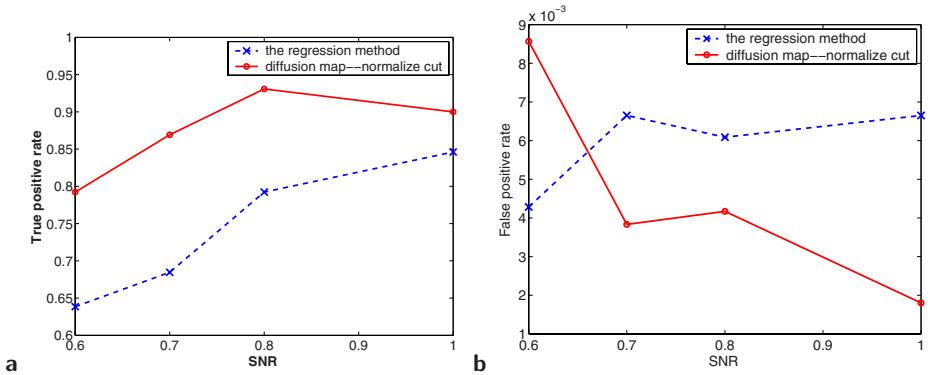 1
0.95
0.9
0.85
0.8
0.75
0.7
0.65
0.6
0.6
0.7
0.8
0.9
1
True positive rate
SNR
the regression method
diffusion map--normalize cut
a
9 x 10⁻³
8
7
6
5
4
3
2
1
0.6
0.7
0.8
0.9
1
False positive rate
SNR
the regression method
diffusion map--normalize cut
b